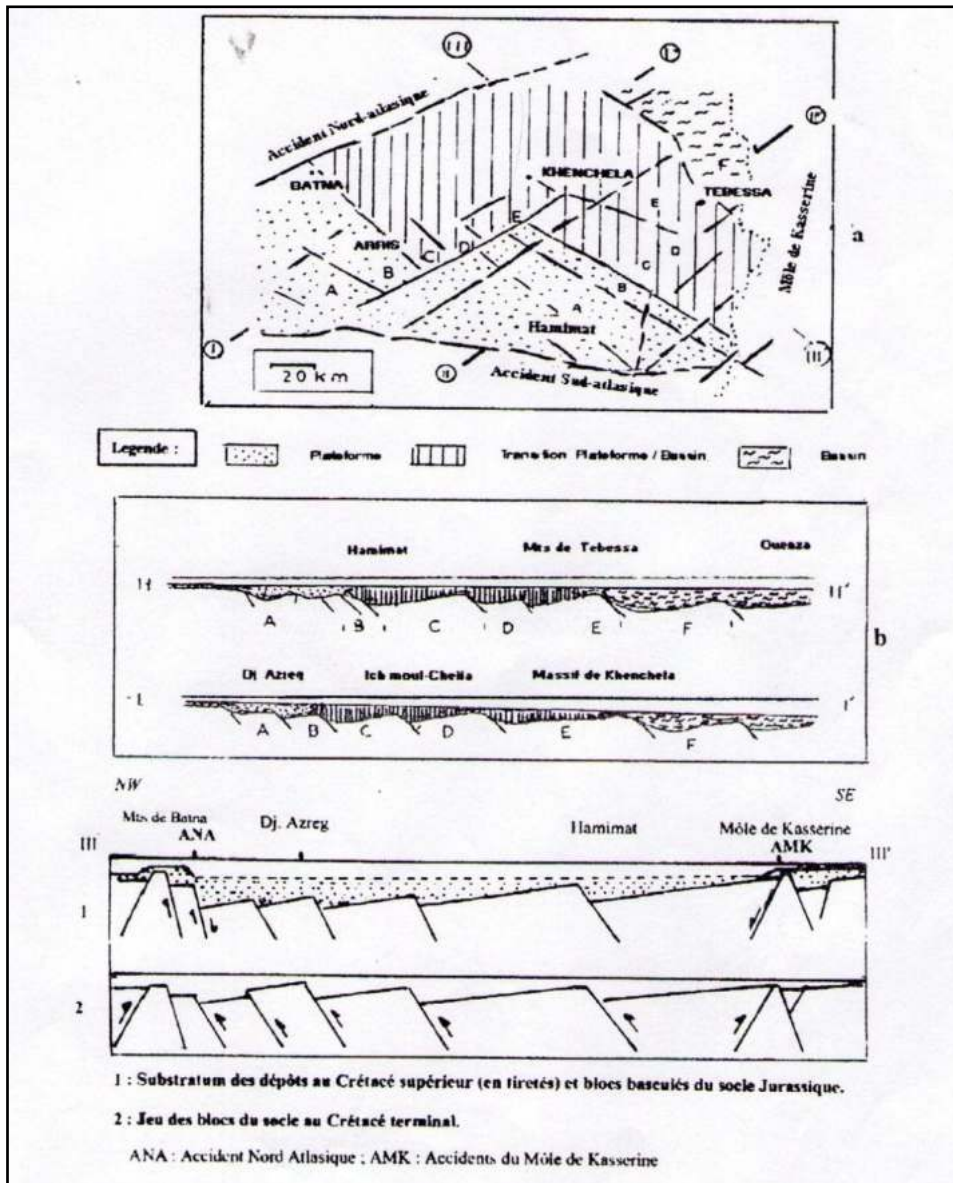 III
I'
II'
Accident Nord-atlasique
BATNA
KHENCHELA
TEBESSA
F
E
E
ARRIS
C
D
D
Môle de Kasserine
a
B
C
A
B
A
Hamimat
I
II
III'
20 km
Accident Sud-atlasique
Legende :
Plateforme
Transition Plateforme / Bassin
Bassin
Hamimat
Mts de Tebessa
Ouenza
II
II'
A
B
C
D
E
F
b
Dj Azreg
Ich moul-Chelia
Massif de Khenchela
I
I'
A
B
C
D
E
F
NW
SE
Mts de Batna
Dj. Azreg
Hamimat
Môle de Kasserine
III
ANA
AMK
III'
1
2
1 : Substratum des dépôts au Crétacé supérieur (en tiretés) et blocs basculés du socle Jurassique.
2 : Jeu des blocs du socle au Crétacé terminal.
ANA : Accident Nord Atlasique ; AMK : Accidents du Môle de Kasserine